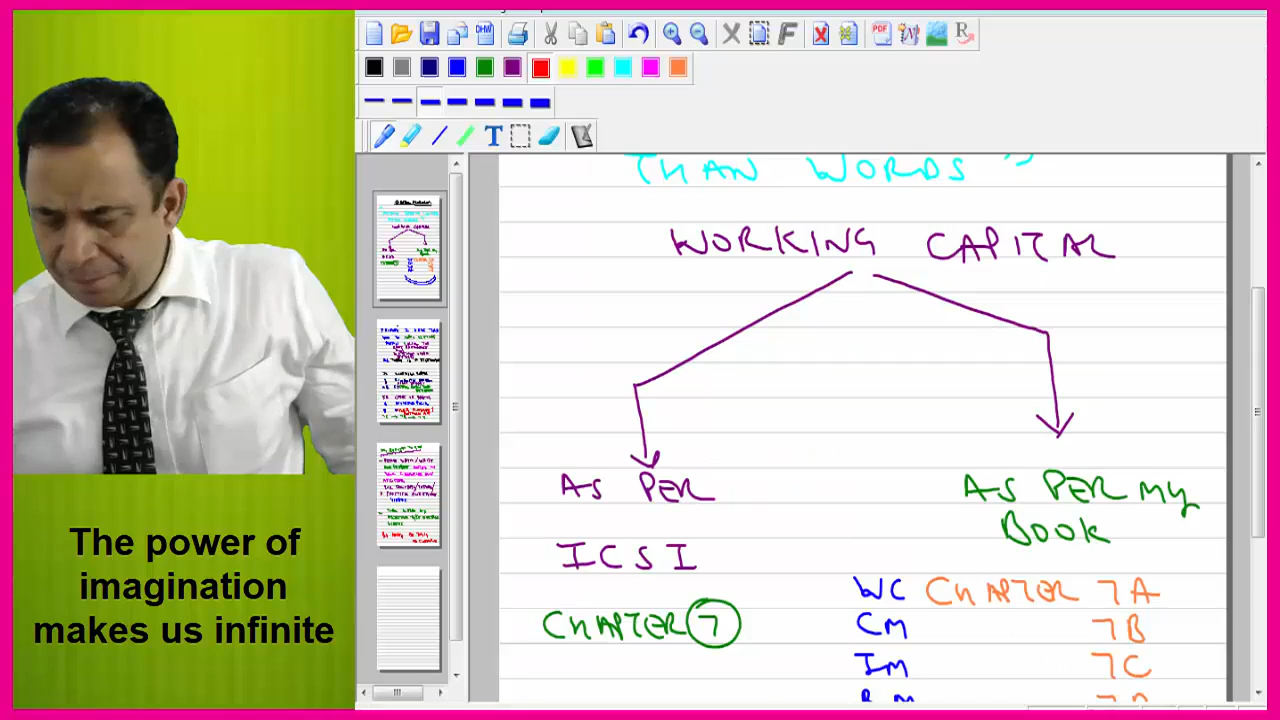 THAN WORDS"
WORKING CAPITAL
AS PER
AS PER MY
BOOK
ICSI
WC CHAPTER 7A
CHAPTER 7
CM 7B
IM 7C
The power of
imagination
makes us infinite